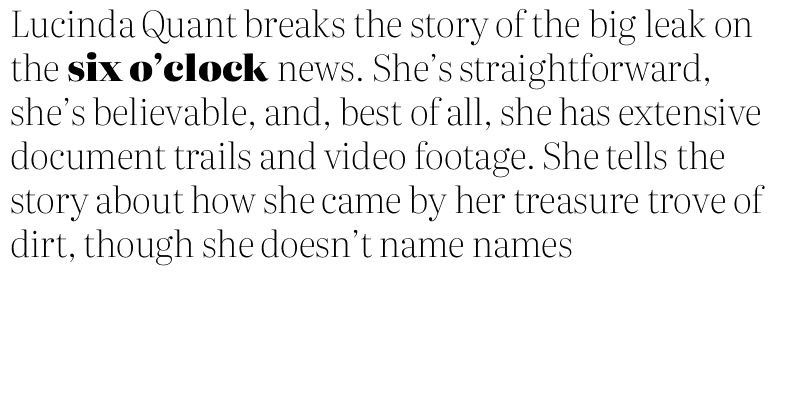 Lucinda Quant breaks the story of the big leak on
the six o’clock news. She’s straightforward,
she’s believable, and, best of all, she has extensive
document trails and video footage. She tells the
story about how she came by her treasure trove of
dirt, though she doesn’t name names